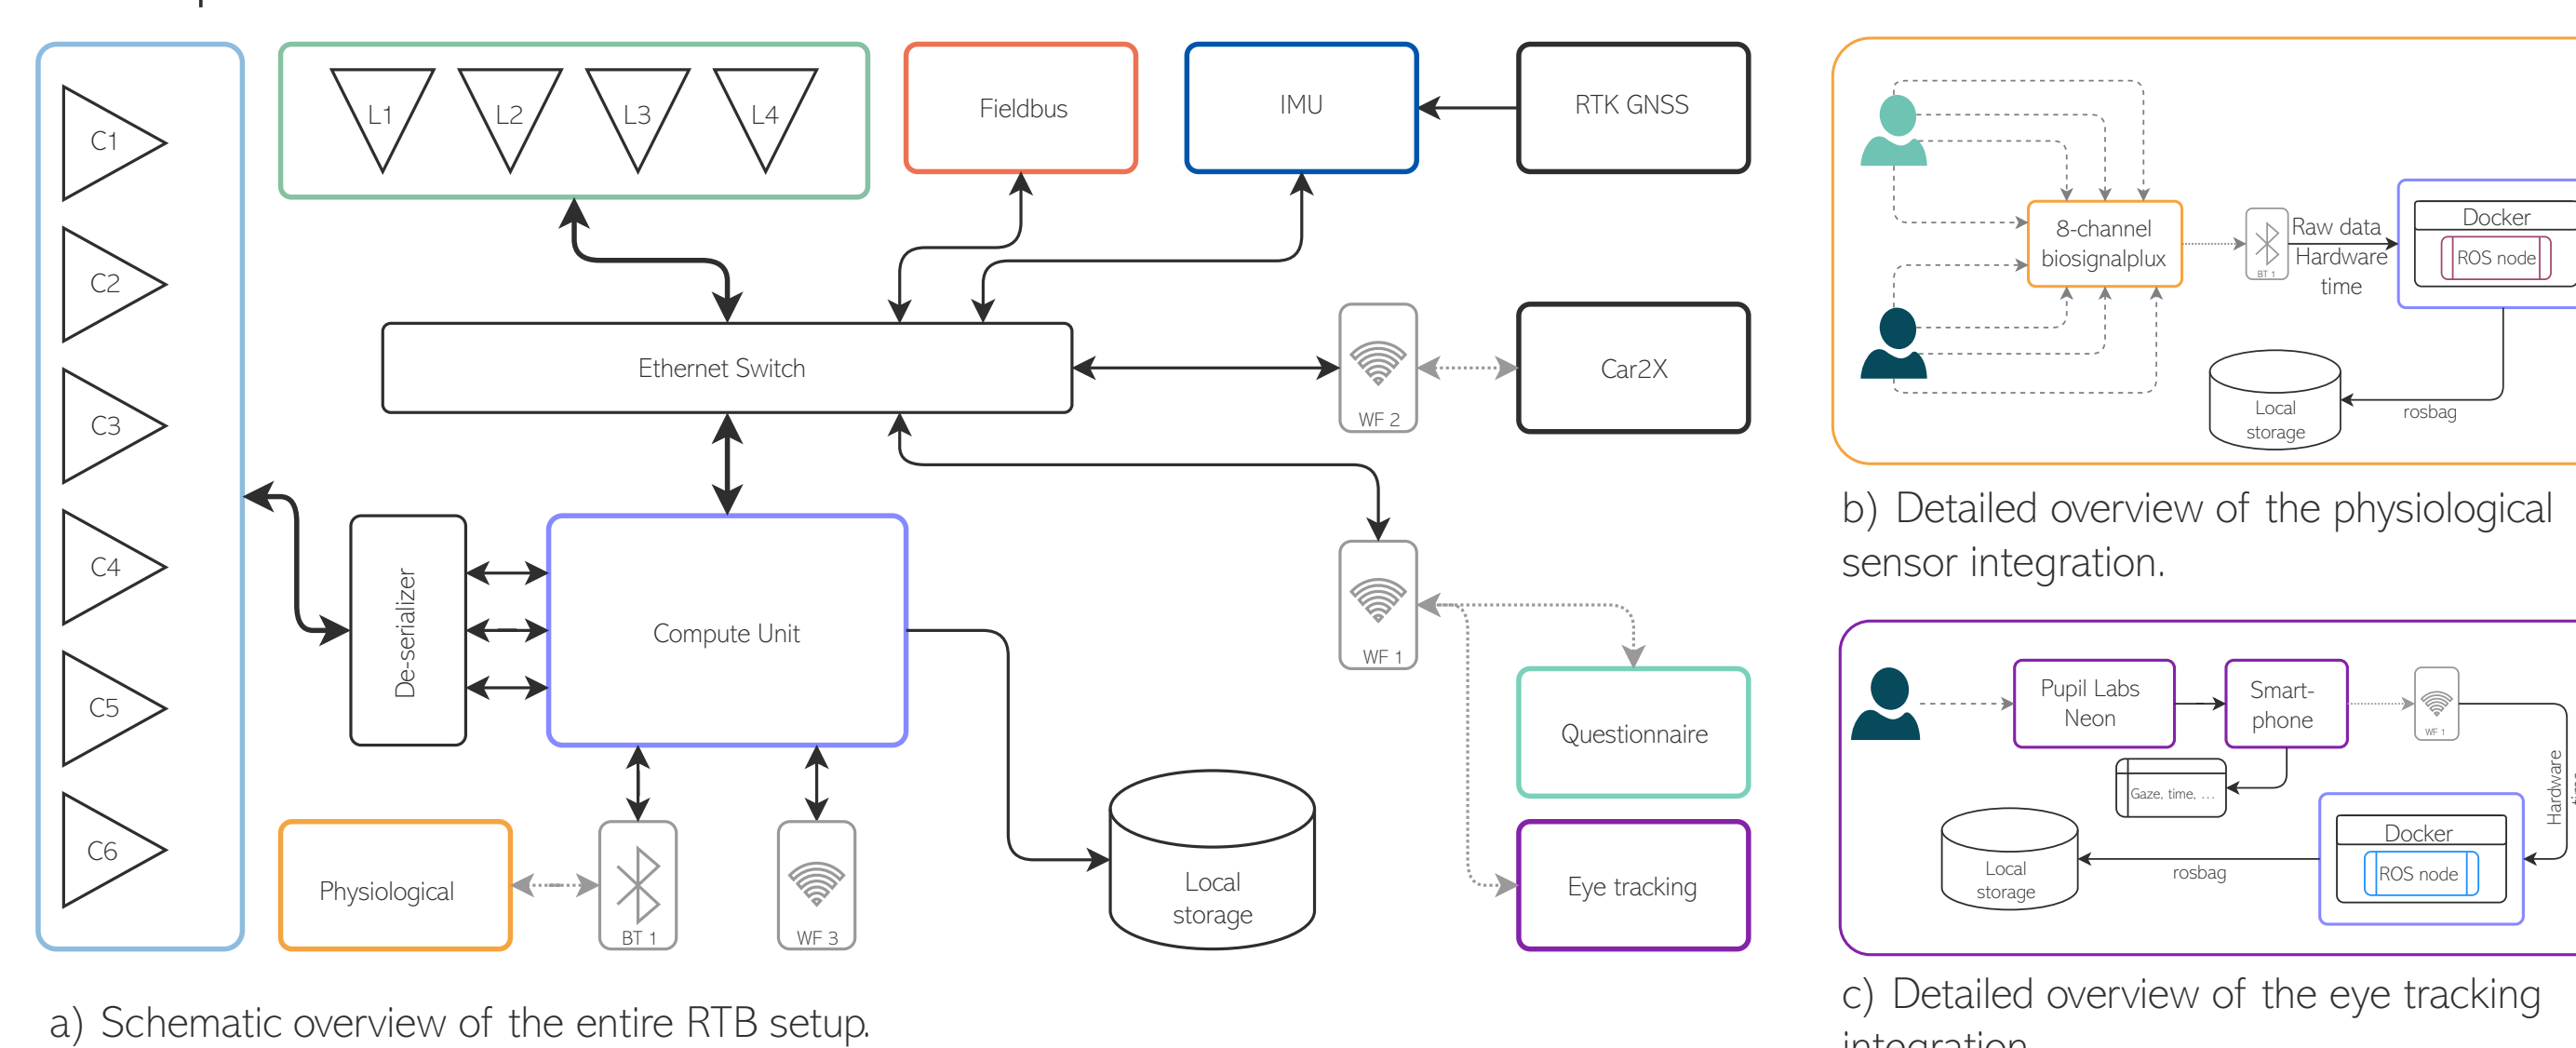 C1
C2
C3
C4
C5
C6
L1
L2
L3
L4
Fieldbus
IMU
RTK GNSS
Ethernet Switch
WF 2
Car2X
De-serializer
Compute Unit
WF 1
Questionnaire
Physiological
BT 1
WF 3
Local
storage
Eye tracking
a) Schematic overview of the entire RTB setup.
8-channel
biosignalplux
BT 1
Raw data
Hardware
time
Docker
ROS node
Local
storage
rosbag
b) Detailed overview of the physiological
sensor integration.
Pupil Labs
Neon
Smart-
phone
WF 1
Hardware
Gaze, time, ...
Docker
ROS node
rosbag
Local
storage
c) Detailed overview of the eye tracking
integration